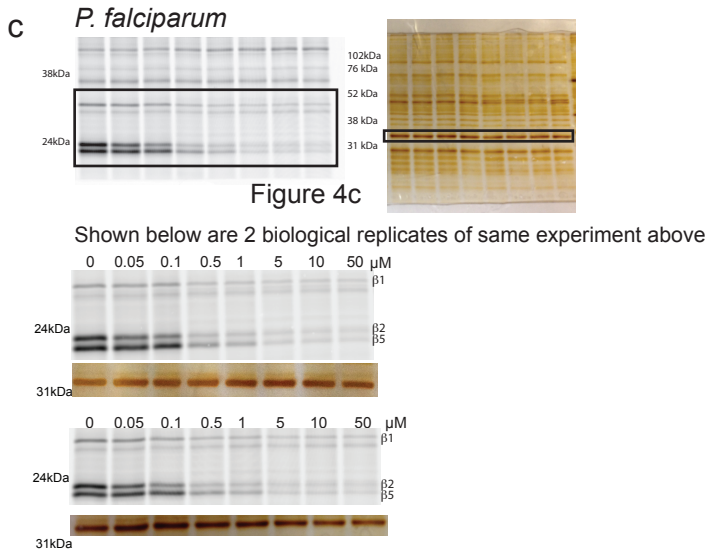 c
P. falciparum
38kDa
24kDa
102kDa
76 kDa
52 kDa
38 kDa
31 kDa
Figure 4c
Shown below are 2 biological replicates of same experiment above
0 0.05 0.1 0.5 1 5 10 50 µM
β1
24kDa
β2
β5
31kDa
0 0.05 0.1 0.5 1 5 10 50 µM
β1
24kDa
β2
β5
31kDa